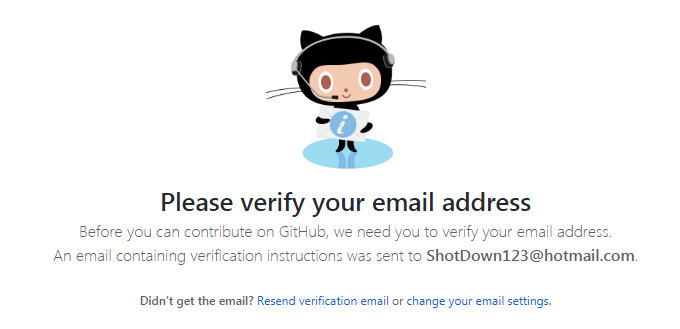 i
Please verify your email address
Before you can contribute on GitHub, we need you to verify your email address.
An email containing verification instructions was sent to ShotDown123@hotmail.com.
Didn't get the email? Resend verification email or change your email settings.